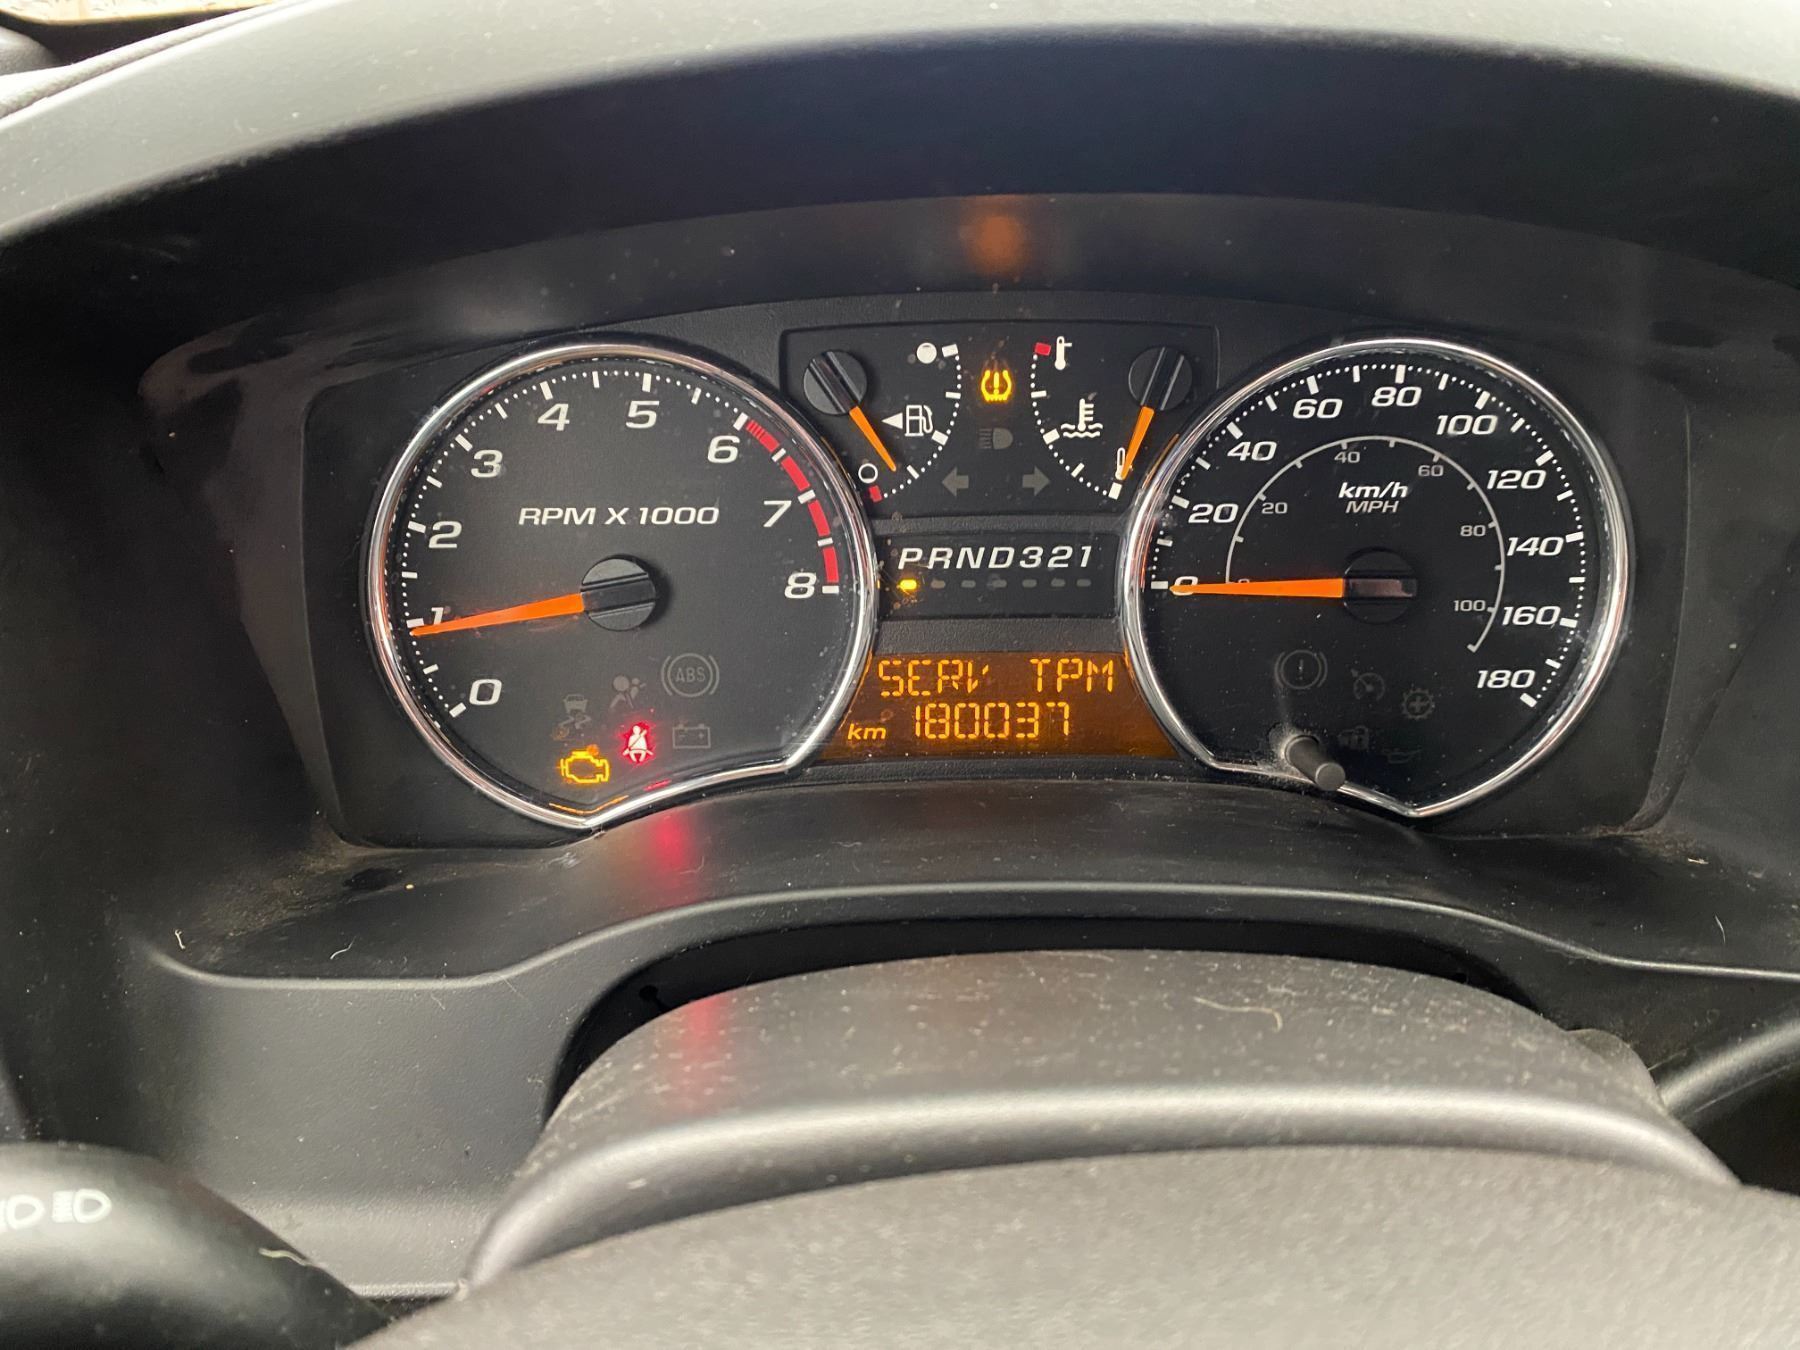 0 1 2 3 4 5 6 7 8
RPM X 1000
ABS
PRND321
SERV TPM
km 180037
0 20 40 60 80 100 120 140 160 180
0 20 40 60 80 100
km/h
MPH